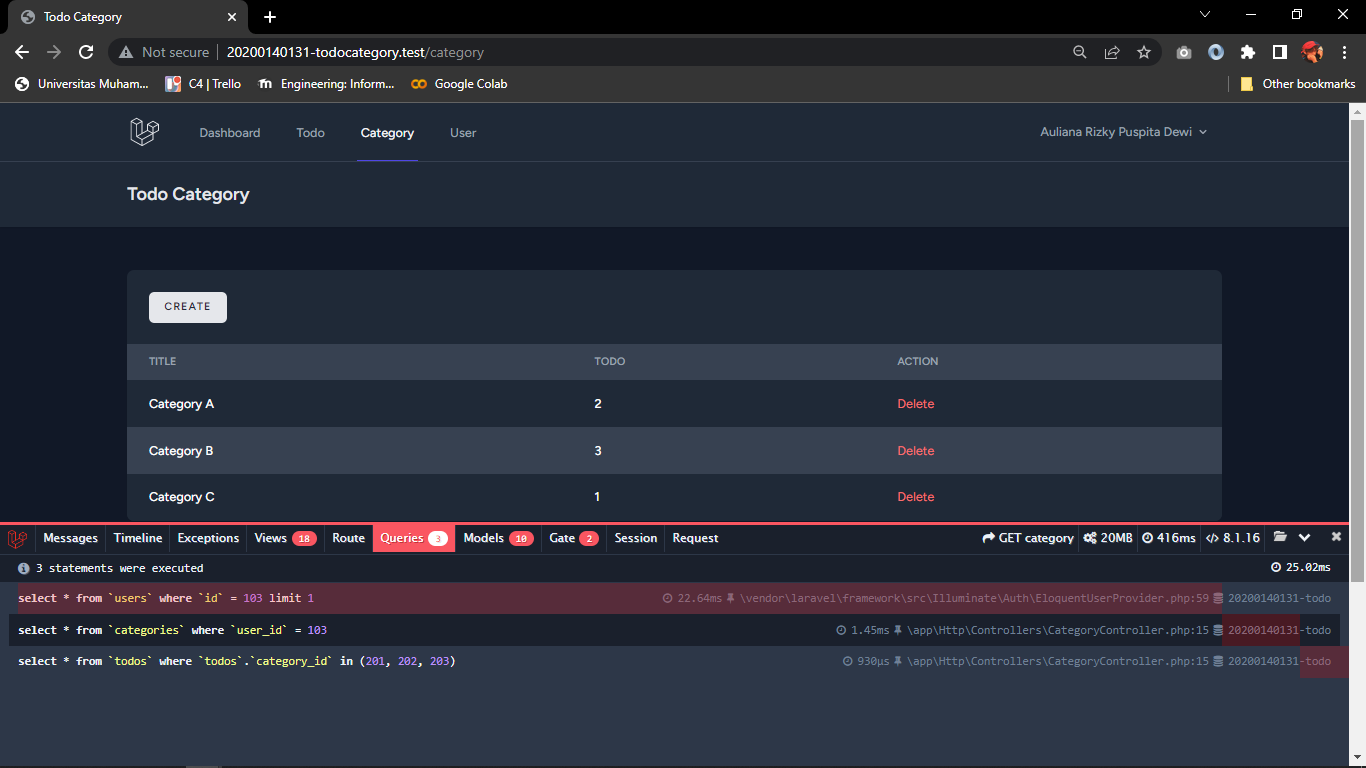 Todo Category
Not secure 20200140131-todocategory.test/category
Universitas Muham... C4 | Trello Engineering: Inform... Google Colab Other bookmarks
Dashboard Todo Category User Auliana Rizky Puspita Dewi
Todo Category
CREATE
TITLE TODO ACTION
Category A 2 Delete
Category B 3 Delete
Category C 1 Delete
Messages Timeline Exceptions Views 18 Route Queries 3 Models 10 Gate 2 Session Request GET category 20MB 416ms 8.1.16
3 statements were executed 25.02ms
select * from `users` where `id` = 103 limit 1 22.64ms \vendor\laravel\framework\src\Illuminate\Auth\EloquentUserProvider.php:59 20200140131-todo
select * from `categories` where `user_id` = 103 1.45ms \app\Http\Controllers\CategoryController.php:15 20200140131-todo
select * from `todos` where `todos`.`category_id` in (201, 202, 203) 930μs \app\Http\Controllers\CategoryController.php:15 20200140131-todo